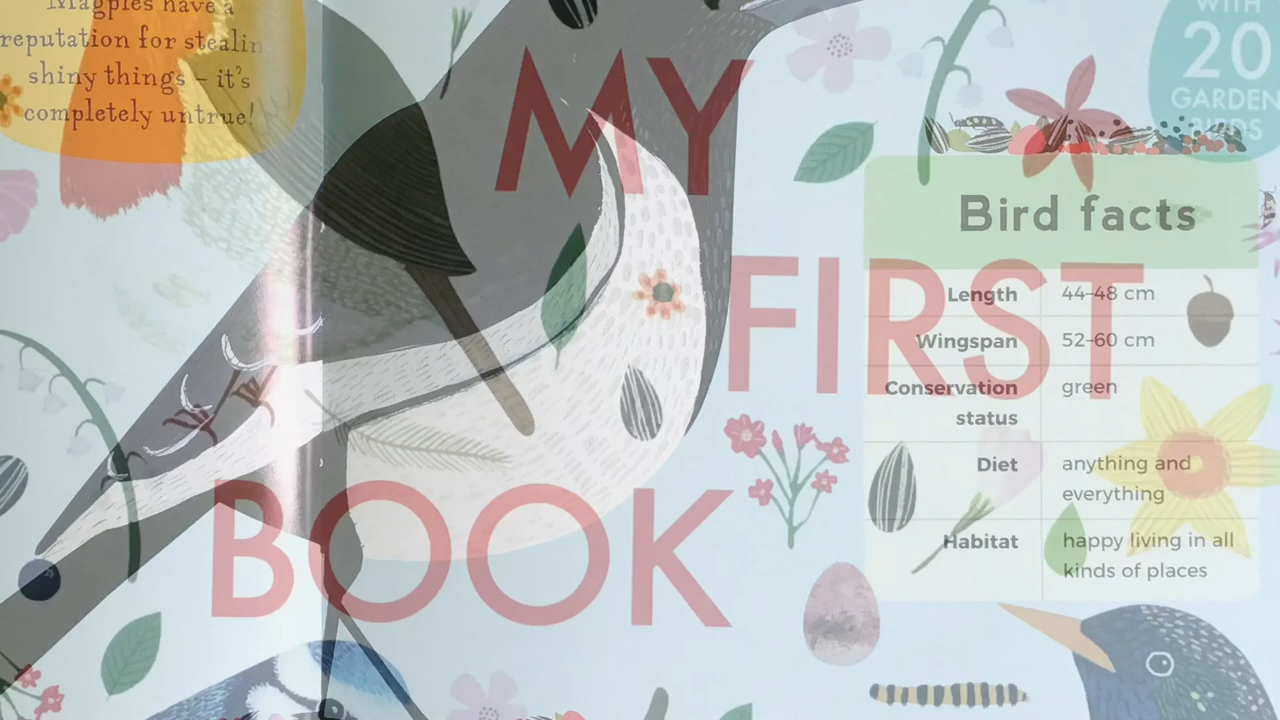 Magpies have a
reputation for stealin
shiny things – it's
completely untrue!
MY
FIRST
BOOK
WITH
20
GARDEN
BIRDS
Bird facts
Length 44–48 cm
Wingspan 52–60 cm
Conservation green
status
Diet anything and
everything
Habitat happy living in all
kinds of places